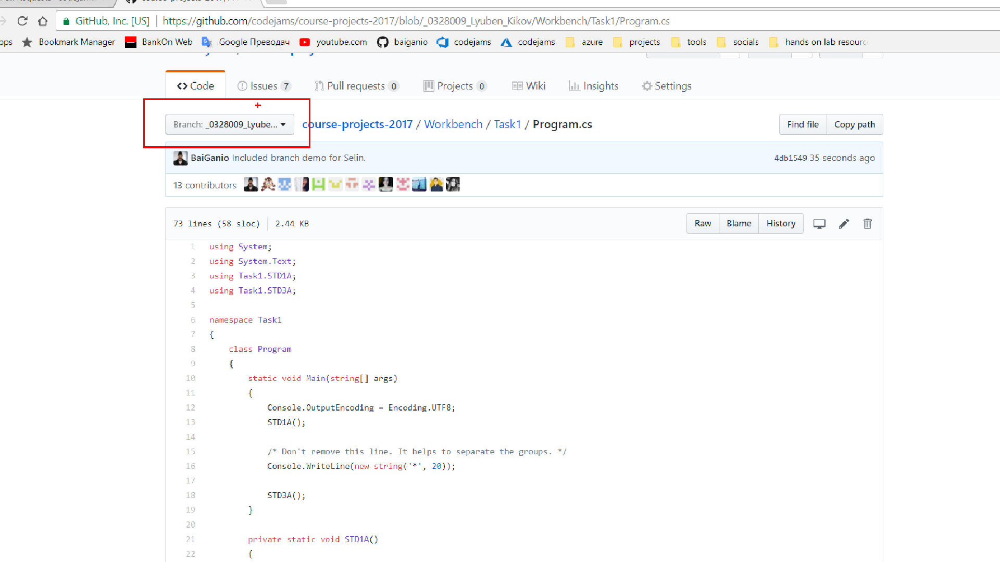 GitHub, Inc. [US] https://github.com/codejams/course-projects-2017/blob/_0328009_Lyuben_Kikov/Workbench/Task1/Program.cs
Bookmark Manager BankOn Web Google Преводач youtube.com baiganio codejams codejams azure projects tools socials hands on lab
Code Issues 7 Pull requests 0 Projects 0 Wiki Insights Settings
Branch: _0328009_Lyube... course-projects-2017 / Workbench / Task1 / Program.cs Find file Copy path
BaiGanio Included branch demo for Selin. 4db1549 35 seconds ago
13 contributors
73 lines (58 sloc) 2.44 KB Raw Blame History
1 using System;
2 using System.Text;
3 using Task1.STD1A;
4 using Task1.STD3A;
5
6 namespace Task1
7 {
8 class Program
9 {
10 static void Main(string[] args)
11 {
12 Console.OutputEncoding = Encoding.UTF8;
13 STD1A();
14
15 /* Don't remove this line. It helps to separate the groups. */
16 Console.WriteLine(new string('*', 20));
17
18 STD3A();
19 }
20
21 private static void STD1A()
22 {